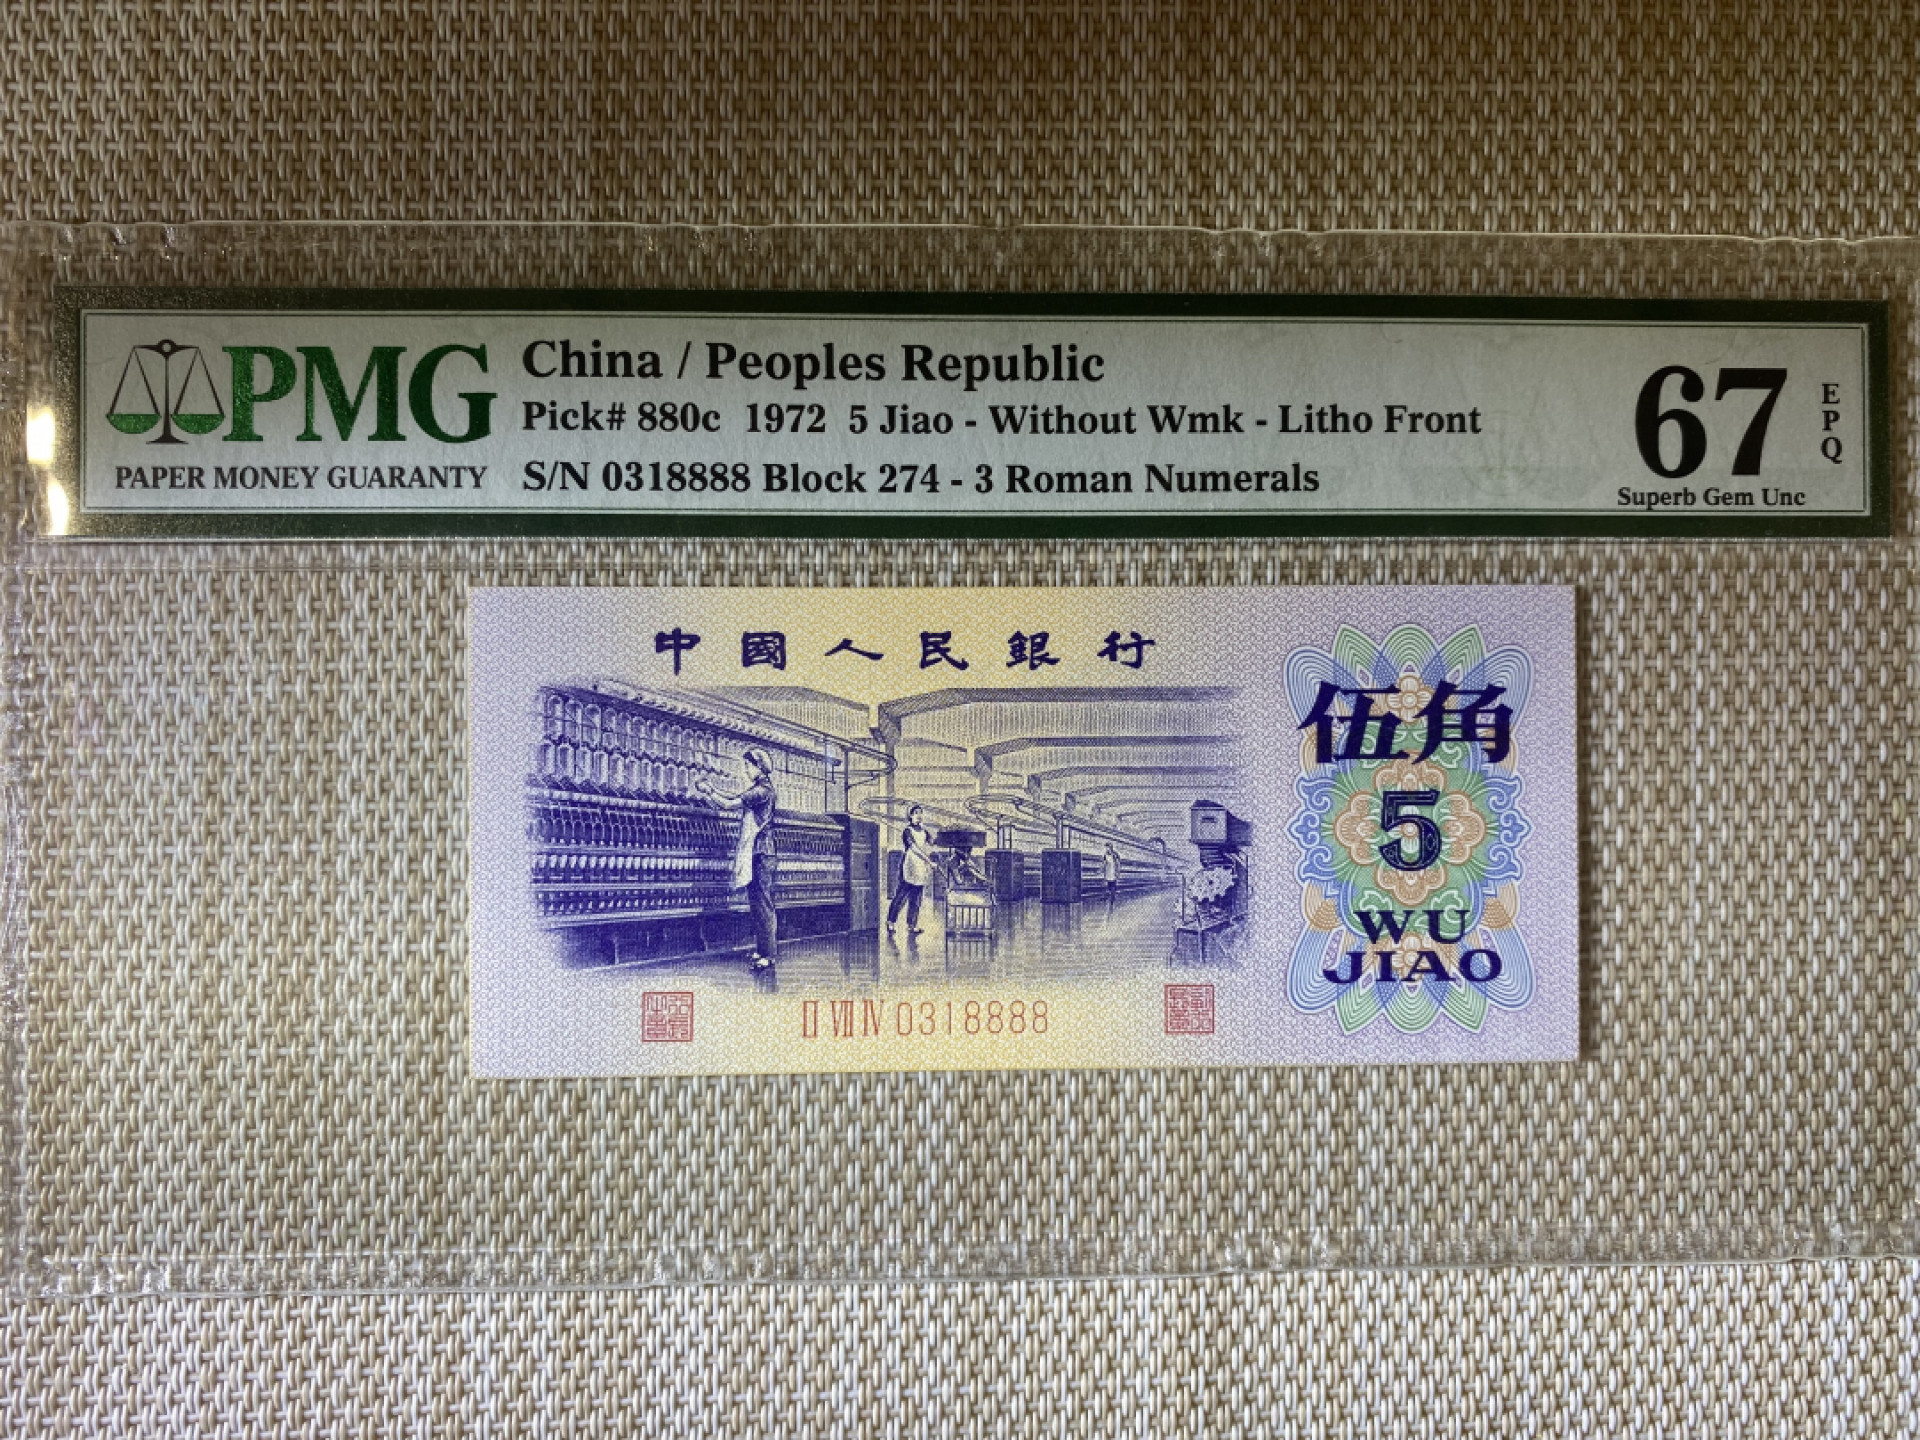 PMG
PAPER MONEY GUARANTY
China / Peoples Republic
Pick# 880c 1972 5 Jiao - Without Wmk - Litho Front
S/N 0318888 Block 274 - 3 Roman Numerals
67
EPQ
Superb Gem Unc
中國人民銀行
伍角
5
WU
JIAO
II VII IV 0318888